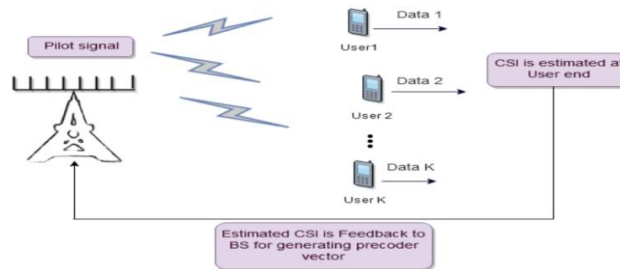 Pilot signal
Data 1
User1
Data 2
User 2
Data K
User K
CSI is estimated at
User end
Estimated CSI is Feedback to
BS for generating precoder
vector